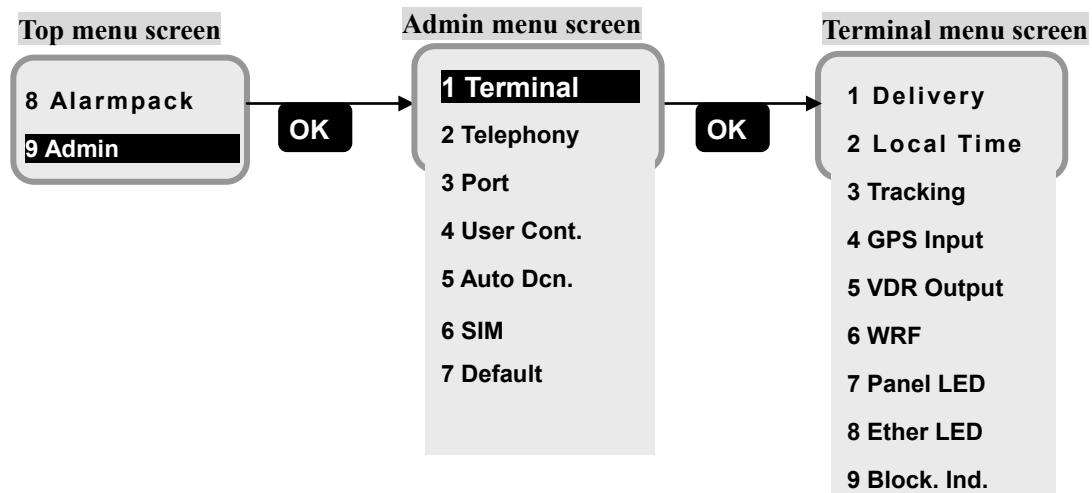 Top menu screen
8 Alarmpack
9 Admin
OK
Admin menu screen
1 Terminal
2 Telephony
3 Port
4 User Cont.
5 Auto Dcn.
6 SIM
7 Default
OK
Terminal menu screen
1 Delivery
2 Local Time
3 Tracking
4 GPS Input
5 VDR Output
6 WRF
7 Panel LED
8 Ether LED
9 Block. Ind.